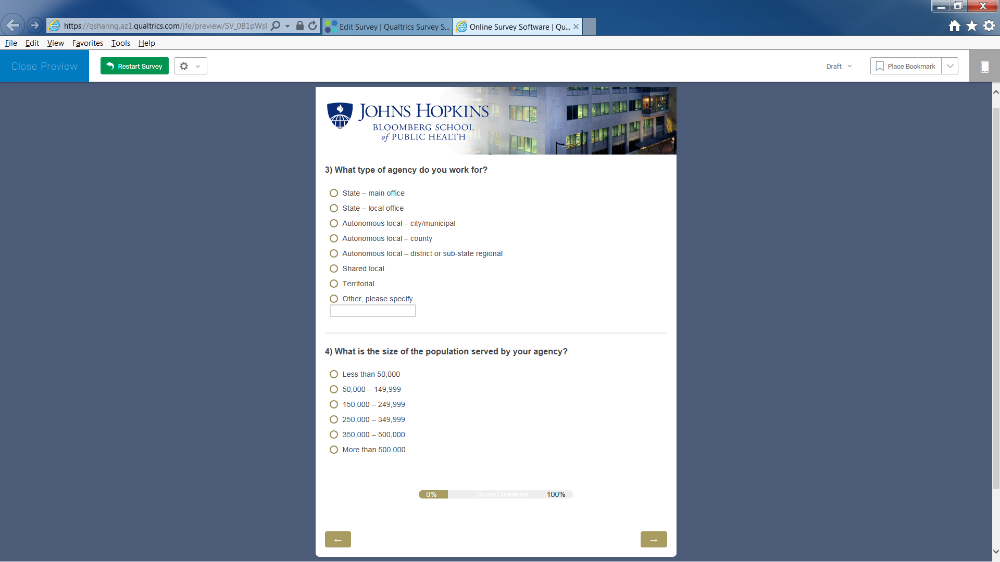 https://qsharing.az1.qualtrics.com/jfe/preview/SV_0B1pWsl
Edit Survey | Qualtrics Survey S...
Online Survey Software | Qu...
File Edit View Favorites Tools Help
Close Preview
Restart Survey
Draft
Place Bookmark
JOHNS HOPKINS
BLOOMBERG SCHOOL
of PUBLIC HEALTH
3) What type of agency do you work for?
State – main office
State – local office
Autonomous local – city/municipal
Autonomous local – county
Autonomous local – district or sub-state regional
Shared local
Territorial
Other, please specify
4) What is the size of the population served by your agency?
Less than 50,000
50,000 – 149,999
150,000 – 249,999
250,000 – 349,999
350,000 – 500,000
More than 500,000
0% Survey Completion 100%
← →